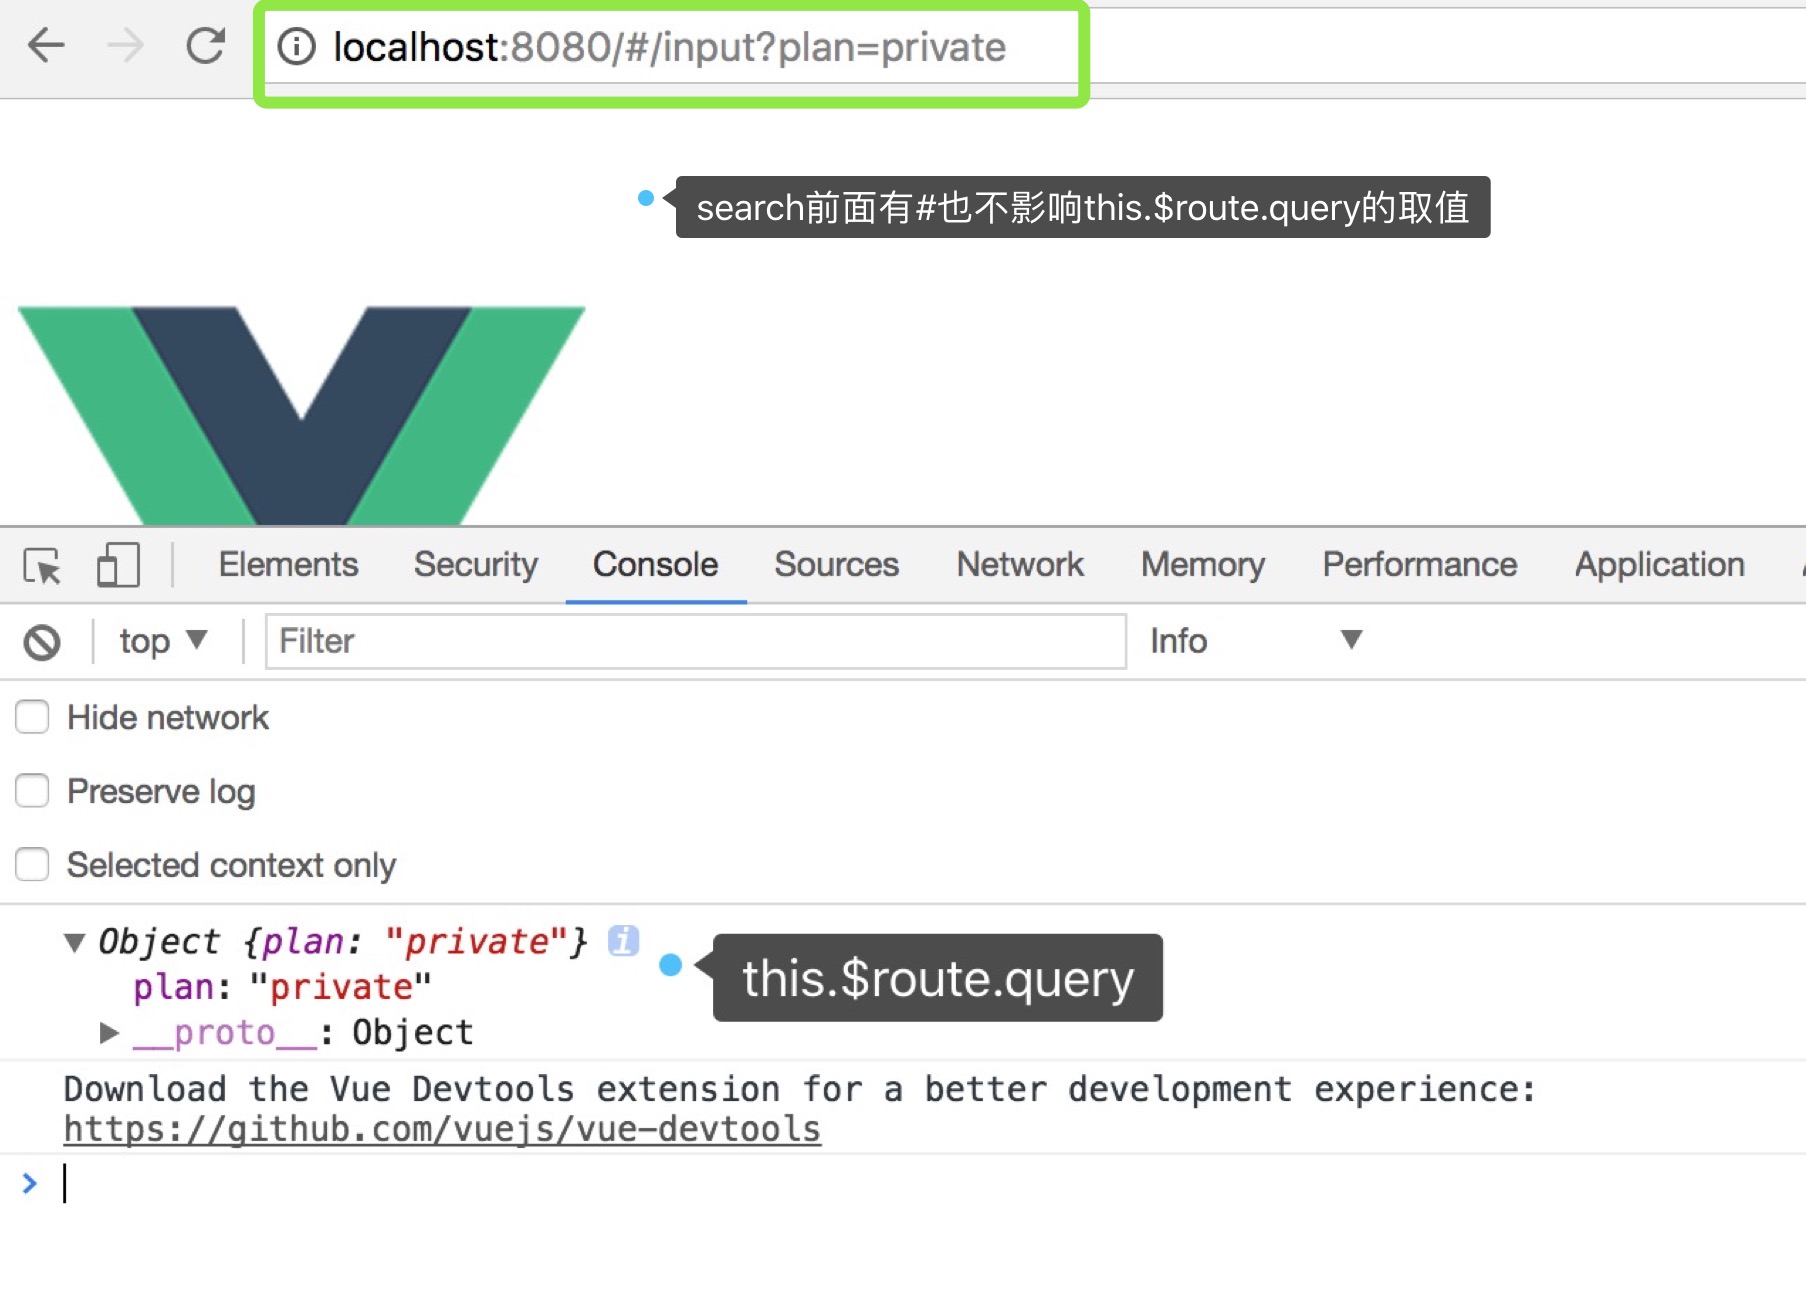 localhost:8080/#/input?plan=private
search前面有#也不影响this.$route.query的取值
Elements Security Console Sources Network Memory Performance Application
top ▼ Filter Info ▼
Hide network
Preserve log
Selected context only
▼ Object {plan: "private"} i
plan: "private"
this.$route.query
▶ __proto__: Object
Download the Vue Devtools extension for a better development experience:
https://github.com/vuejs/vue-devtools
>